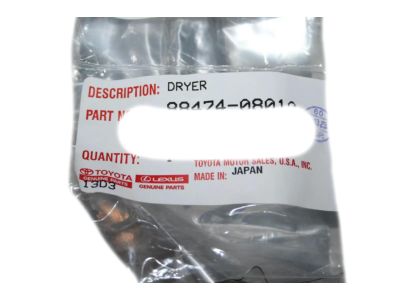 DESCRIPTION: DRYER
PART 88474-0801
QUANTITY: TOYOTA MOTOR SALES, U.S.A., INC.
TOYOTA LEXUS MADE IN: JAPAN
GENUINE PARTS GENUINE PARTS
13D3